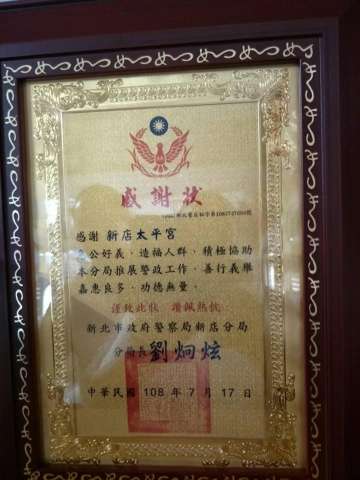 感謝狀
感謝 新店太平宮
急公好義、造福人群、積極協助
本分局推展警政工作、善行義舉
嘉惠良多、功德無量。
謹致此狀 讚佩熱忱
新北市政府警察局新店分局
分局長 劉炯炫
中華民國 108 年 7 月 17 日